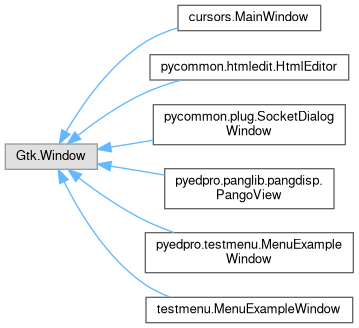 cursors.MainWindow
pycommon.htmledit.HtmlEditor
pycommon.plug.SocketDialog
Window
Gtk.Window
pyedpro.panglib.pangdisp.
PangoView
pyedpro.testmenu.MenuExample
Window
testmenu.MenuExampleWindow